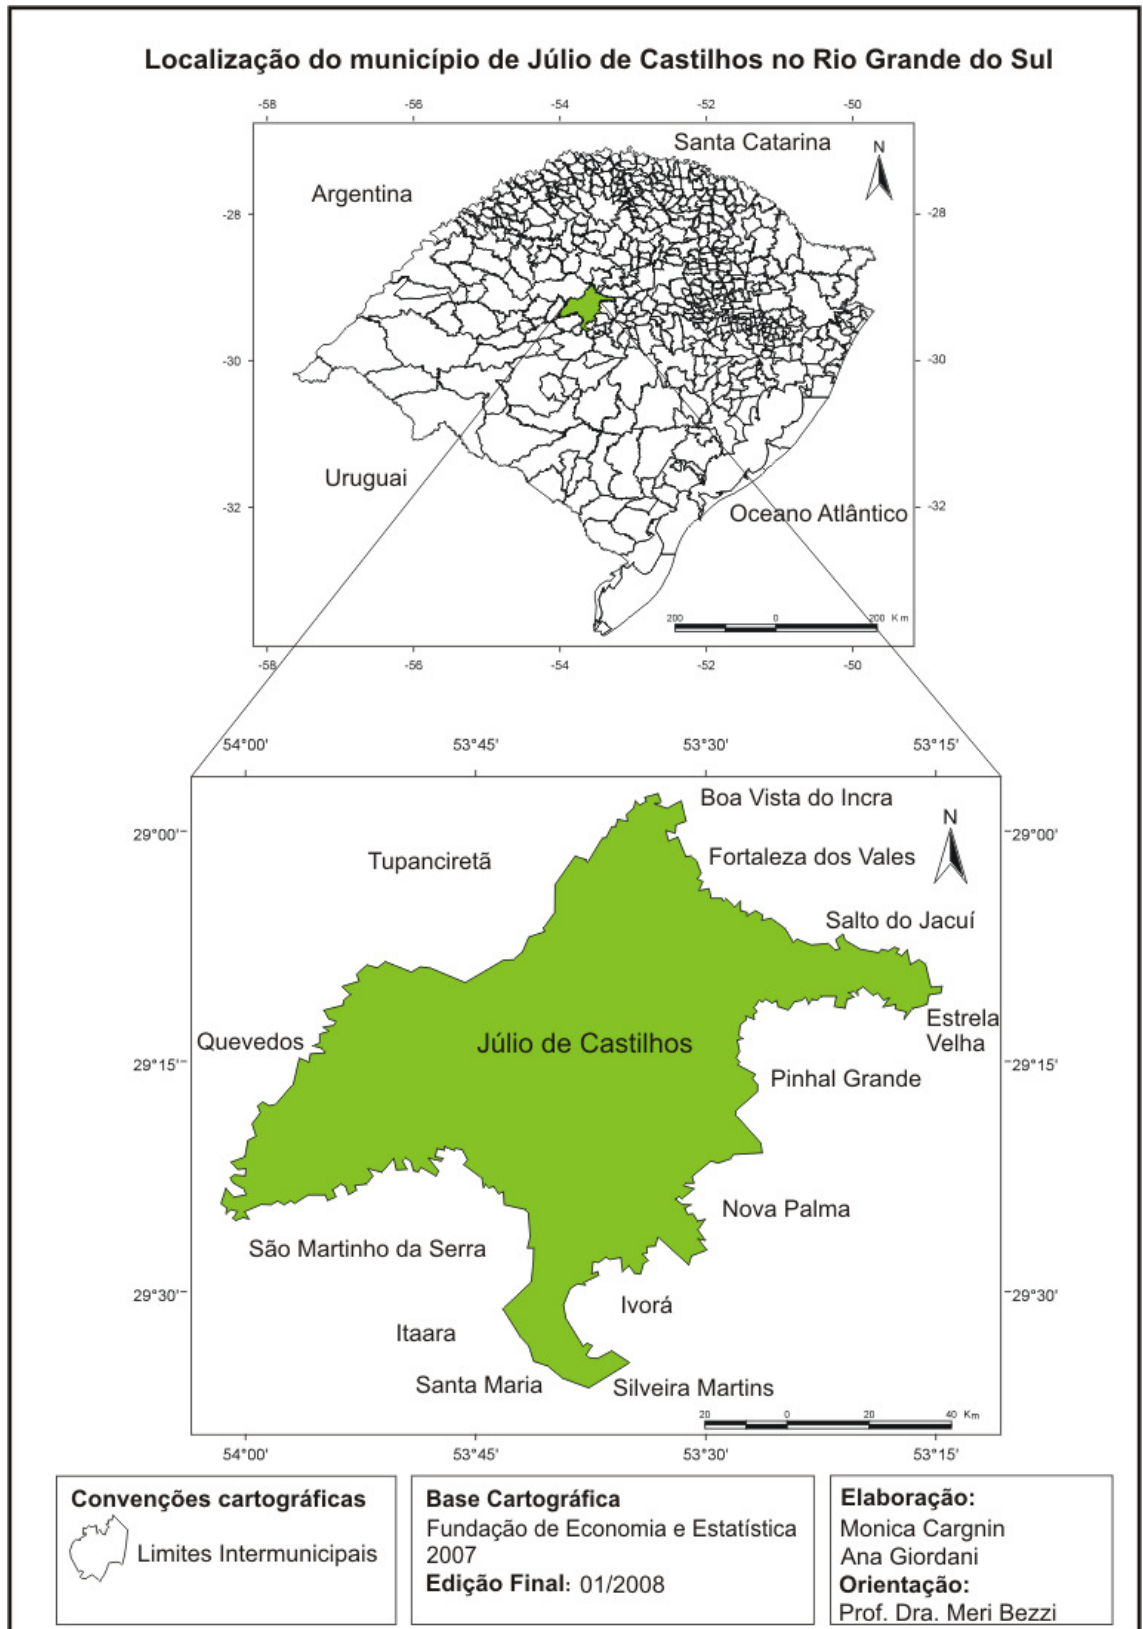 Localização do município de Júlio de Castilhos no Rio Grande do Sul
-58 -56 -54 -52 -50
Santa Catarina
N
Argentina
-28 -28
-30 -30
Uruguai
-32 -32
Oceano Atlântico
200 0 200 Km
-58 -56 -54 -52 -50
54°00' 53°45' 53°30' 53°15'
Boa Vista do Incra
N
29°00' 29°00'
Tupanciretã
Fortaleza dos Vales
Salto do Jacuí
Estrela
Velha
Quevedos
Júlio de Castilhos
29°15' 29°15'
Pinhal Grande
Nova Palma
São Martinho da Serra
29°30' 29°30'
Ivorá
Itaara
Santa Maria
Silveira Martins
20 0 20 40 Km
54°00' 53°45' 53°30' 53°15'
Convenções cartográficas
Limites Intermunicipais
Base Cartográfica
Fundação de Economia e Estatística
2007
Edição Final: 01/2008
Elaboração:
Monica Cargnin
Ana Giordani
Orientação:
Prof. Dra. Meri Bezzi